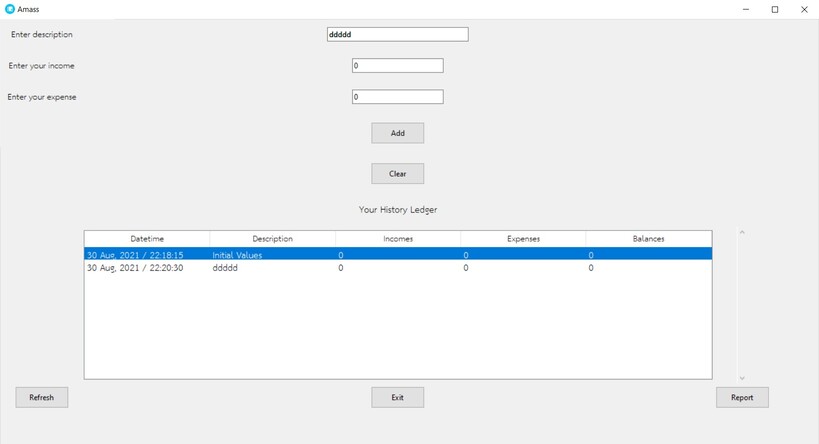 Amass
Enter description ddddd
Enter your income 0
Enter your expense 0
Add
Clear
Your History Ledger
Datetime Description Incomes Expenses Balances
30 Aug, 2021 / 22:18:15 Initial Values 0 0 0
30 Aug, 2021 / 22:20:30 ddddd 0 0 0
Refresh Exit Report